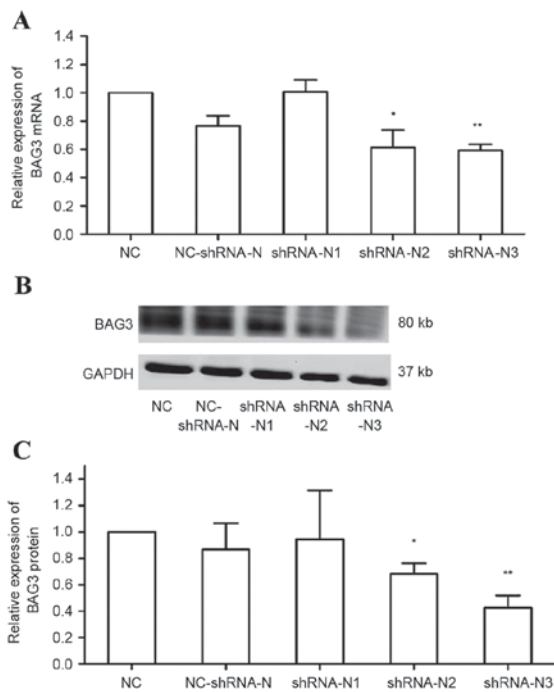 A
Relative expression of
BAG3 mRNA
1.4
1.2
1.0
0.8
0.6
0.4
0.2
0.0
*
**
NC NC-shRNA-N shRNA-N1 shRNA-N2 shRNA-N3
B
BAG3 80 kb
GAPDH 37 kb
NC NC- shRNA shRNA shRNA
shRNA-N -N1 -N2 -N3
C
Relative expression of
BAG3 protein
1.4
1.2
1.0
0.8
0.6
0.4
0.2
0.0
*
**
NC NC-shRNA-N shRNA-N1 shRNA-N2 shRNA-N3